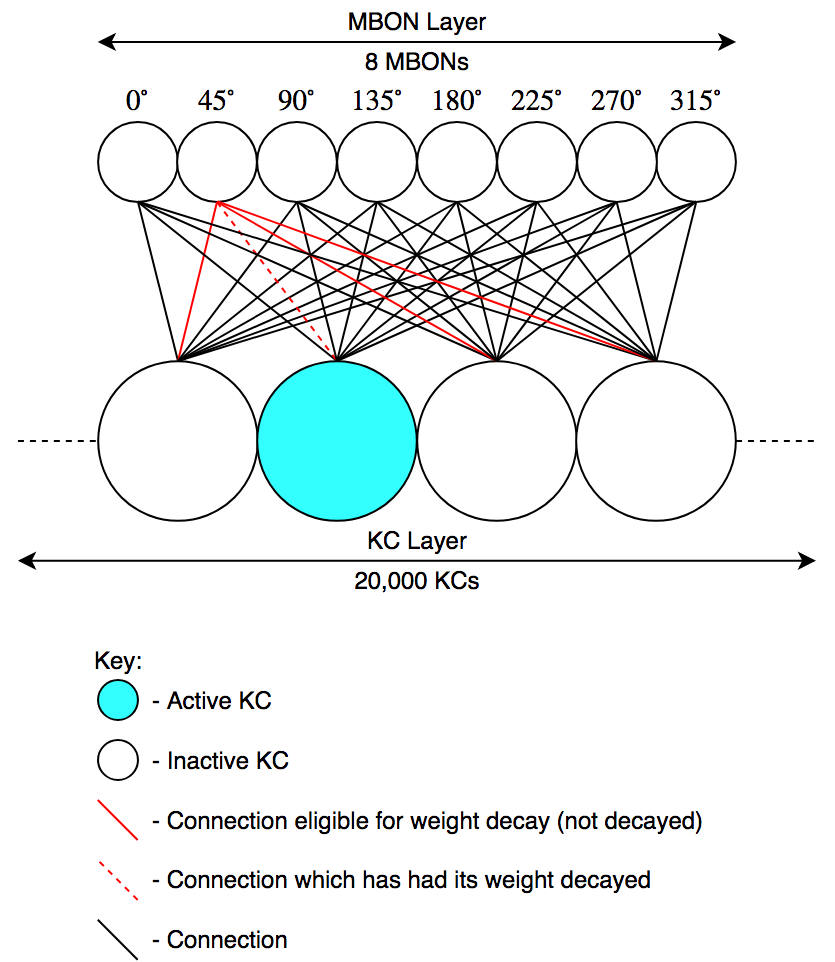 MBON Layer
8 MBONs
0° 45° 90° 135° 180° 225° 270° 315°
KC Layer
20,000 KCs
Key:
- Active KC
- Inactive KC
- Connection eligible for weight decay (not decayed)
- Connection which has had its weight decayed
- Connection